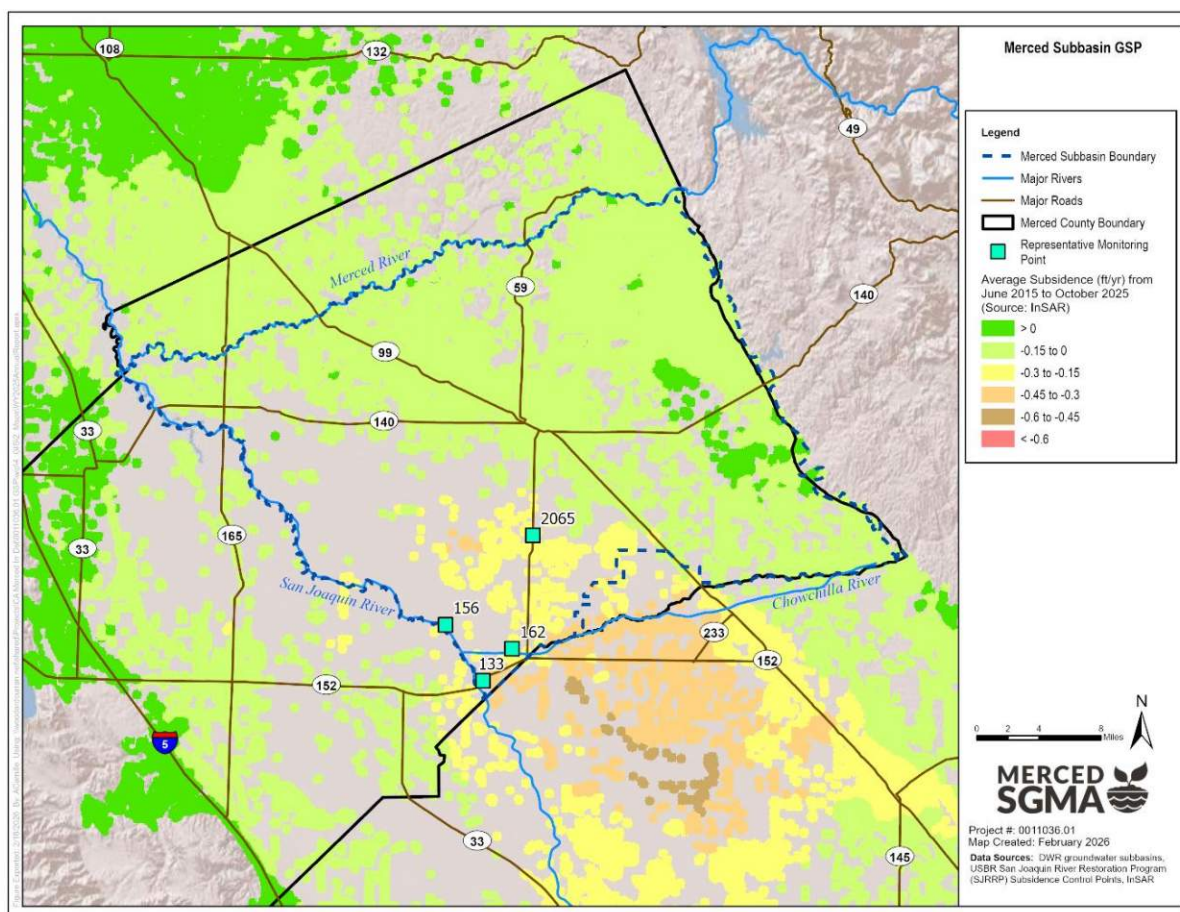 108
132
49
Merced River
59
140
99
33
140
2065
165
33
San Joaquin River
156
162
Chowchilla River
133
233
152
152
5
33
145
Merced Subbasin GSP
Legend
Merced Subbasin Boundary
Major Rivers
Major Roads
Merced County Boundary
Representative Monitoring
Point
Average Subsidence (ft/yr) from
June 2015 to October 2025
(Source: InSAR)
> 0
-0.15 to 0
-0.3 to -0.15
-0.45 to -0.3
-0.6 to -0.45
< -0.6
N
0 2 4 8
Miles
MERCED
SGMA
Project #: 0011036.01
Map Created: February 2026
Data Sources: DWR groundwater subbasins,
USBR San Joaquin River Restoration Program
(SJRRP) Subsidence Control Points, InSAR